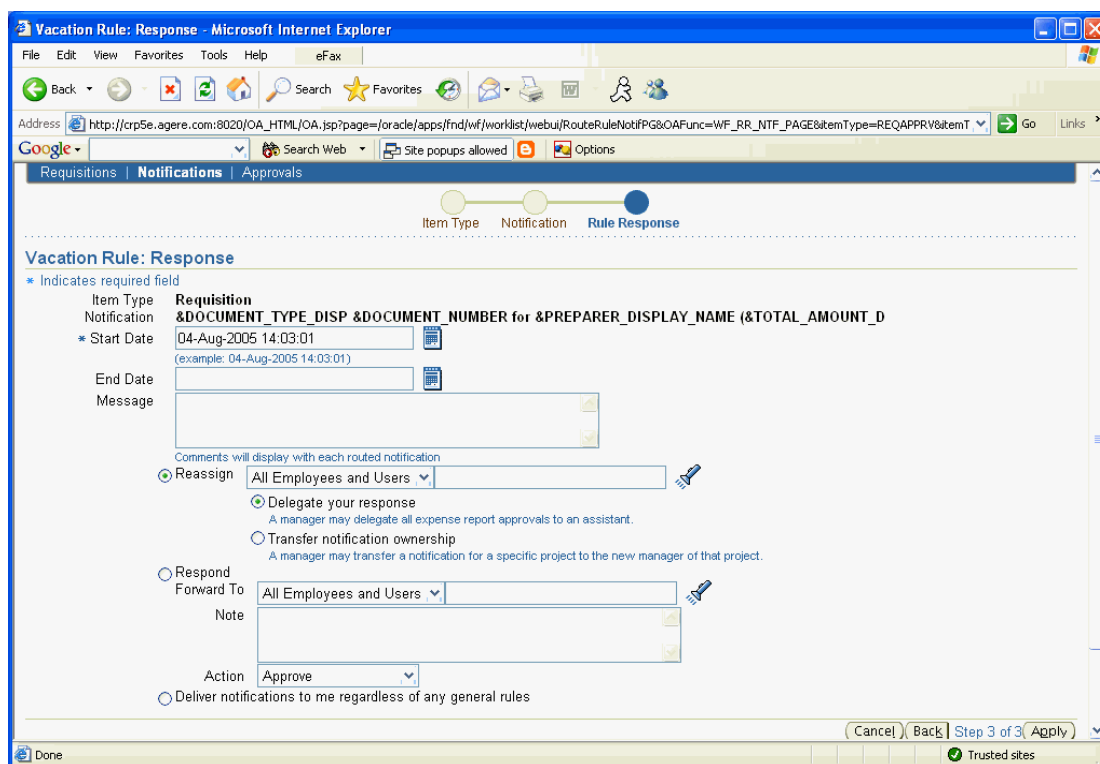 Vacation Rule: Response - Microsoft Internet Explorer
File Edit View Favorites Tools Help eFax
Back Search Favorites
Address http://crp5e.agere.com:8020/OA_HTML/OA.jsp?page=/oracle/apps/fnd/wf/worklist/webui/RouteRuleNotifPG&OAFunc=WF_RR_NTF_PAGE&itemType=REQAPPRV&itemT Go Links
Google Search Web Site popups allowed Options
Requisitions | Notifications | Approvals
Item Type Notification Rule Response
Vacation Rule: Response
* Indicates required field
Item Type Requisition
Notification &DOCUMENT_TYPE_DISP &DOCUMENT_NUMBER for &PREPARER_DISPLAY_NAME (&TOTAL_AMOUNT_D
* Start Date 04-Aug-2005 14:03:01
(example: 04-Aug-2005 14:03:01)
End Date
Message
Comments will display with each routed notification
Reassign All Employees and Users
Delegate your response
A manager may delegate all expense report approvals to an assistant.
Transfer notification ownership
A manager may transfer a notification for a specific project to the new manager of that project.
Respond
Forward To All Employees and Users
Note
Action Approve
Deliver notifications to me regardless of any general rules
Cancel Back Step 3 of 3 Apply
Done Trusted sites